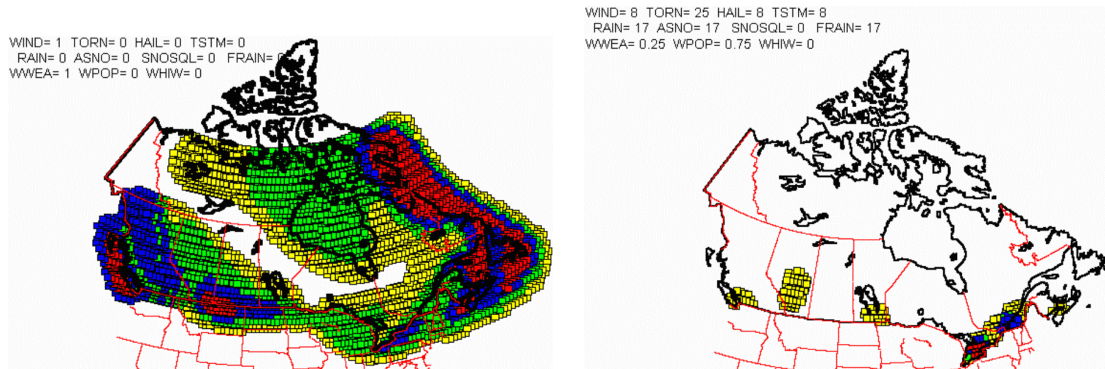 WIND= 1 TORN= 0 HAIL= 0 TSTM= 0
RAIN= 0 ASNO= 0 SNOSQL= 0 FRAIN= 0
WWEA= 1 WPOP= 0 WHIW= 0
WIND= 8 TORN= 25 HAIL= 8 TSTM= 8
RAIN= 17 ASNO= 17 SNOSQL= 0 FRAIN= 17
WWEA= 0.25 WPOP= 0.75 WHIW= 0